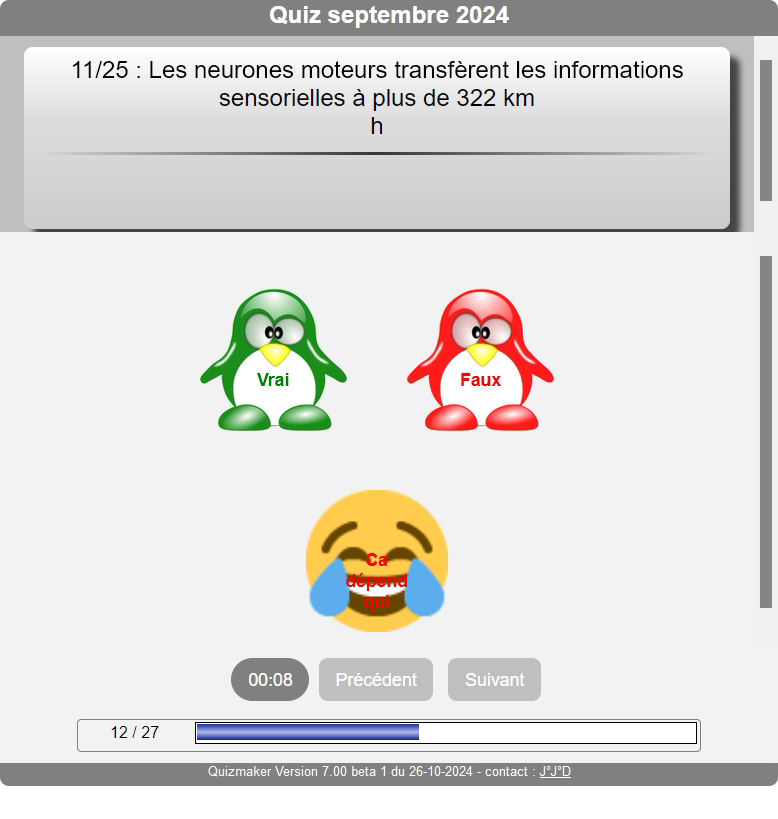 Quiz septembre 2024
11/25 : Les neurones moteurs transfèrent les informations
sensorielles à plus de 322 km
h
Vrai
Faux
Ca
dépend
qui
00:08
Précédent
Suivant
12 / 27
Quizmaker Version 7.00 beta 1 du 26-10-2024 - contact : J°J°D